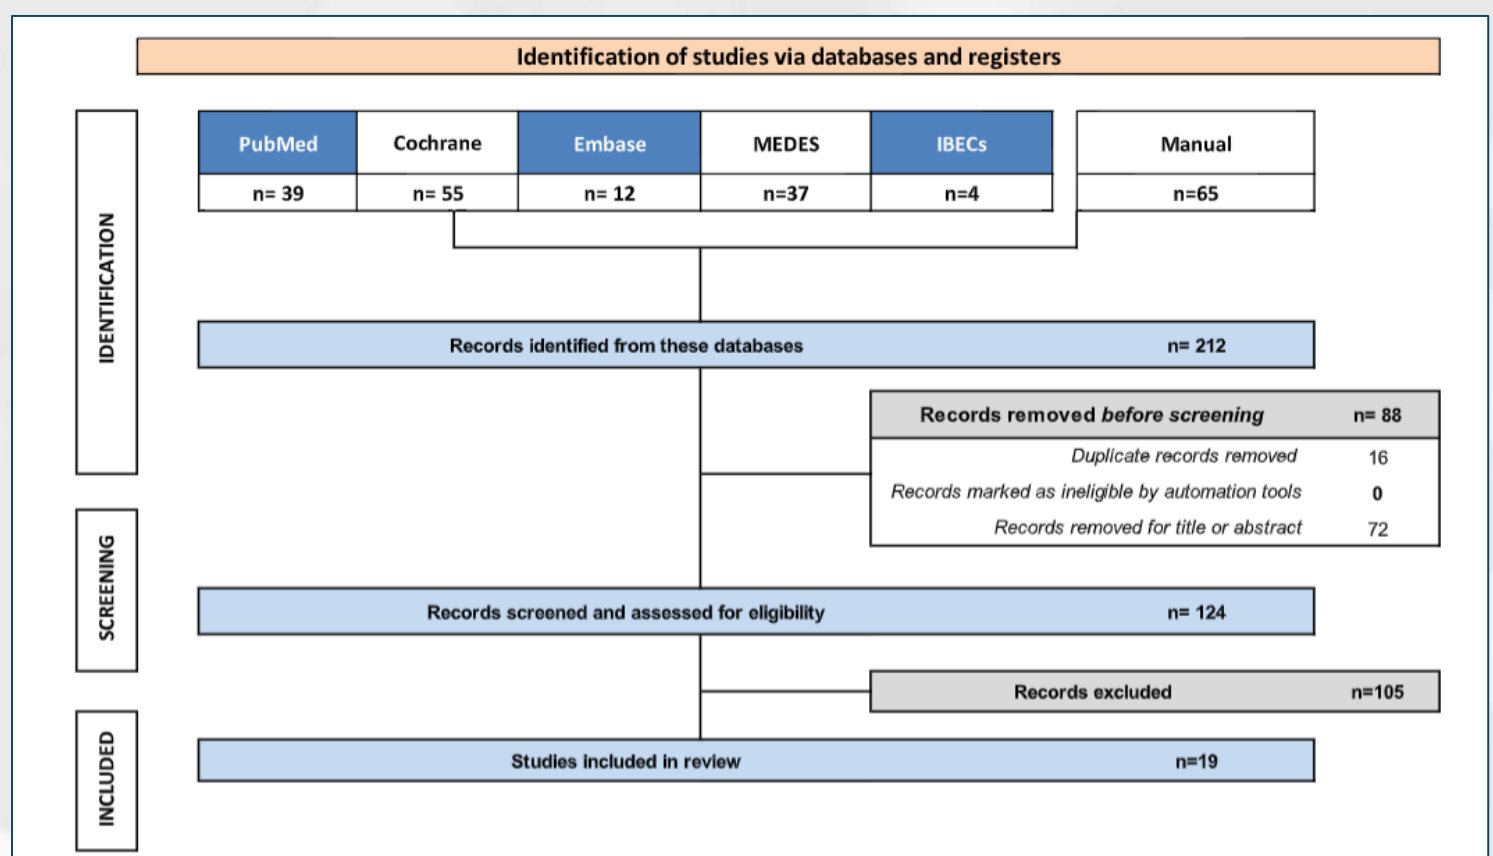 Identification of studies via databases and registers
IDENTIFICATION
PubMed Cochrane Embase MEDES IBECs Manual
n= 39 n= 55 n= 12 n=37 n=4 n=65
Records identified from these databases n= 212
Records removed before screening n= 88
Duplicate records removed 16
Records marked as ineligible by automation tools 0
Records removed for title or abstract 72
SCREENING
Records screened and assessed for eligibility n= 124
Records excluded n=105
INCLUDED
Studies included in review n=19